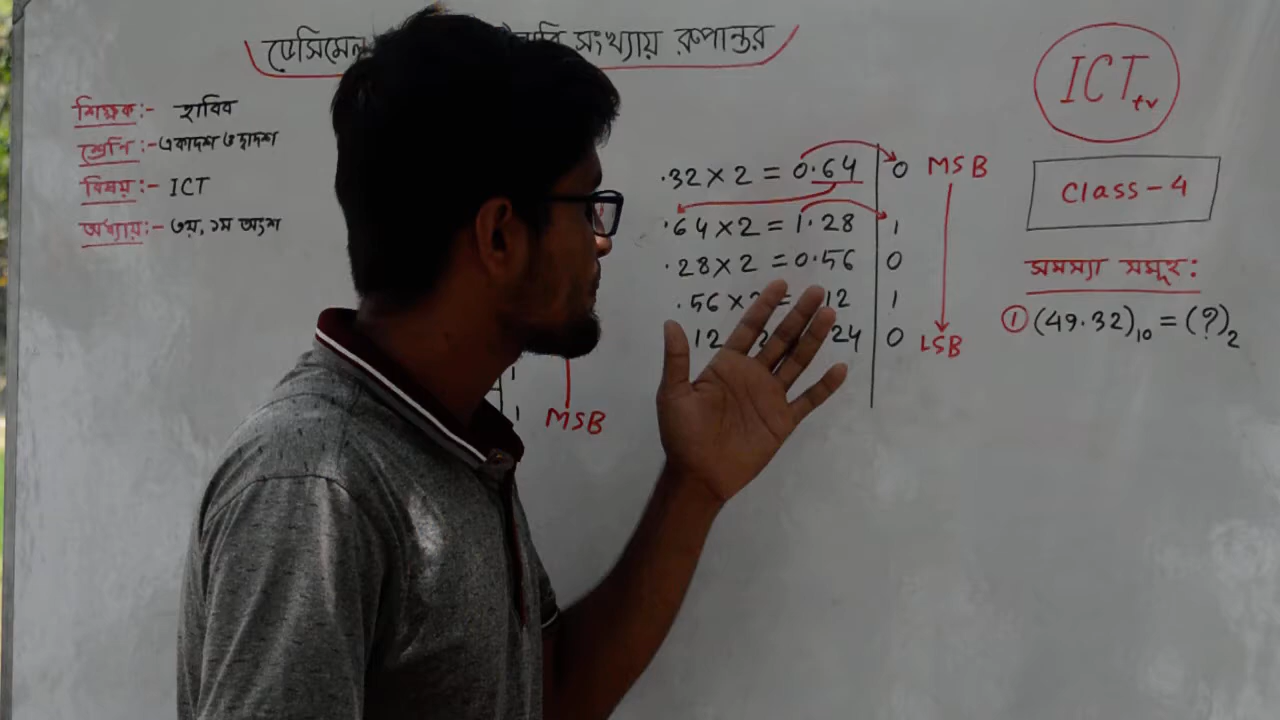 ডেসিমেল সংখ্যায় রুপান্তর
শিক্ষক:- হাবিব
শ্রেণি:- একাদশ ও দ্বাদশ
বিষয়:- ICT
অধ্যায়:- ৩য়, ১ম অংশ
.32 × 2 = 0.64 0 MSB
.64 × 2 = 1.28 1
.28 × 2 = 0.56 0
.56 × 12 1
12 24 0 LSB
1
1 MSB
ICT tv
Class - 4
সমস্যা সমূহ:
① (49.32)₁₀ = (?)₂